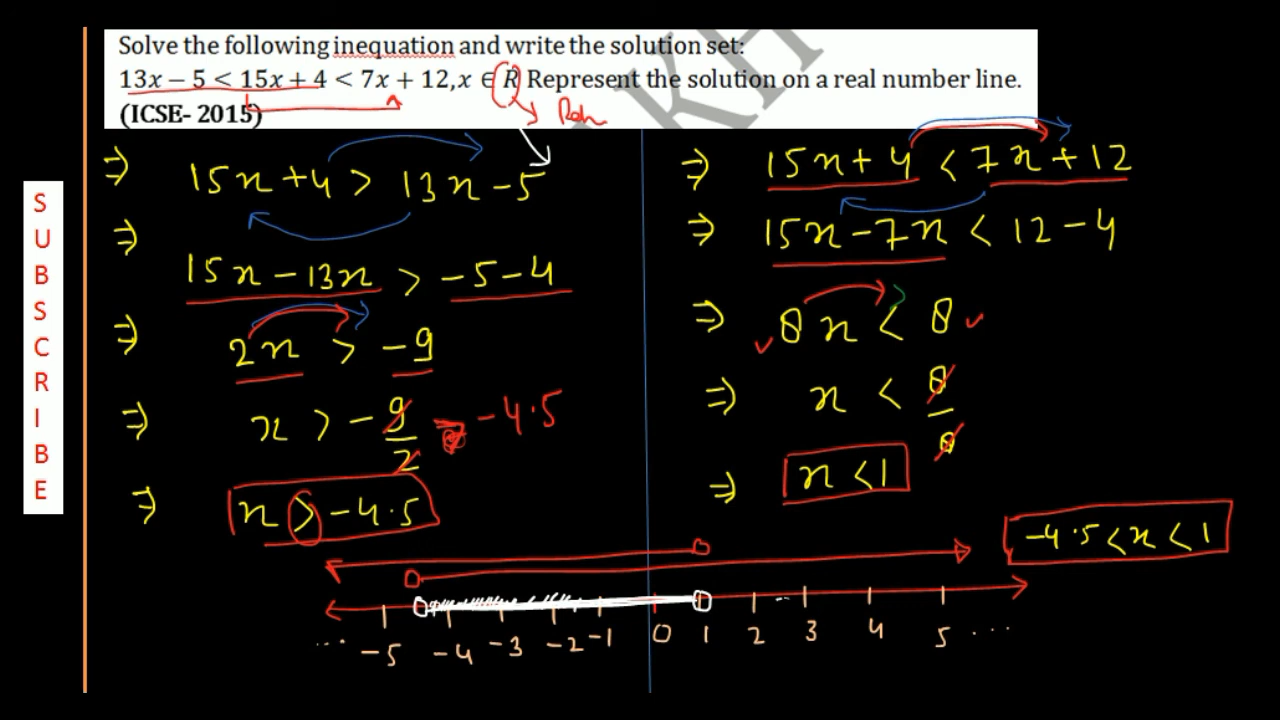 Solve the following inequation and write the solution set:
13x − 5 < 15x + 4 < 7x + 12, x ∈ R Represent the solution on a real number line.
(ICSE- 2015)
SUBSCRIBE
⇒ 15x + 4 > 13x − 5
⇒ 15x − 13x > −5 − 4
⇒ 2x > −9
⇒ x > −9/2 −4.5
⇒ x > −4.5
⇒ 15x + 4 < 7x + 12
⇒ 15x − 7x < 12 − 4
⇒ 8x < 8
⇒ x < 8/8
⇒ x < 1
−4.5 < x < 1
... −5 −4 −3 −2 −1 0 1 2 3 4 5 ...